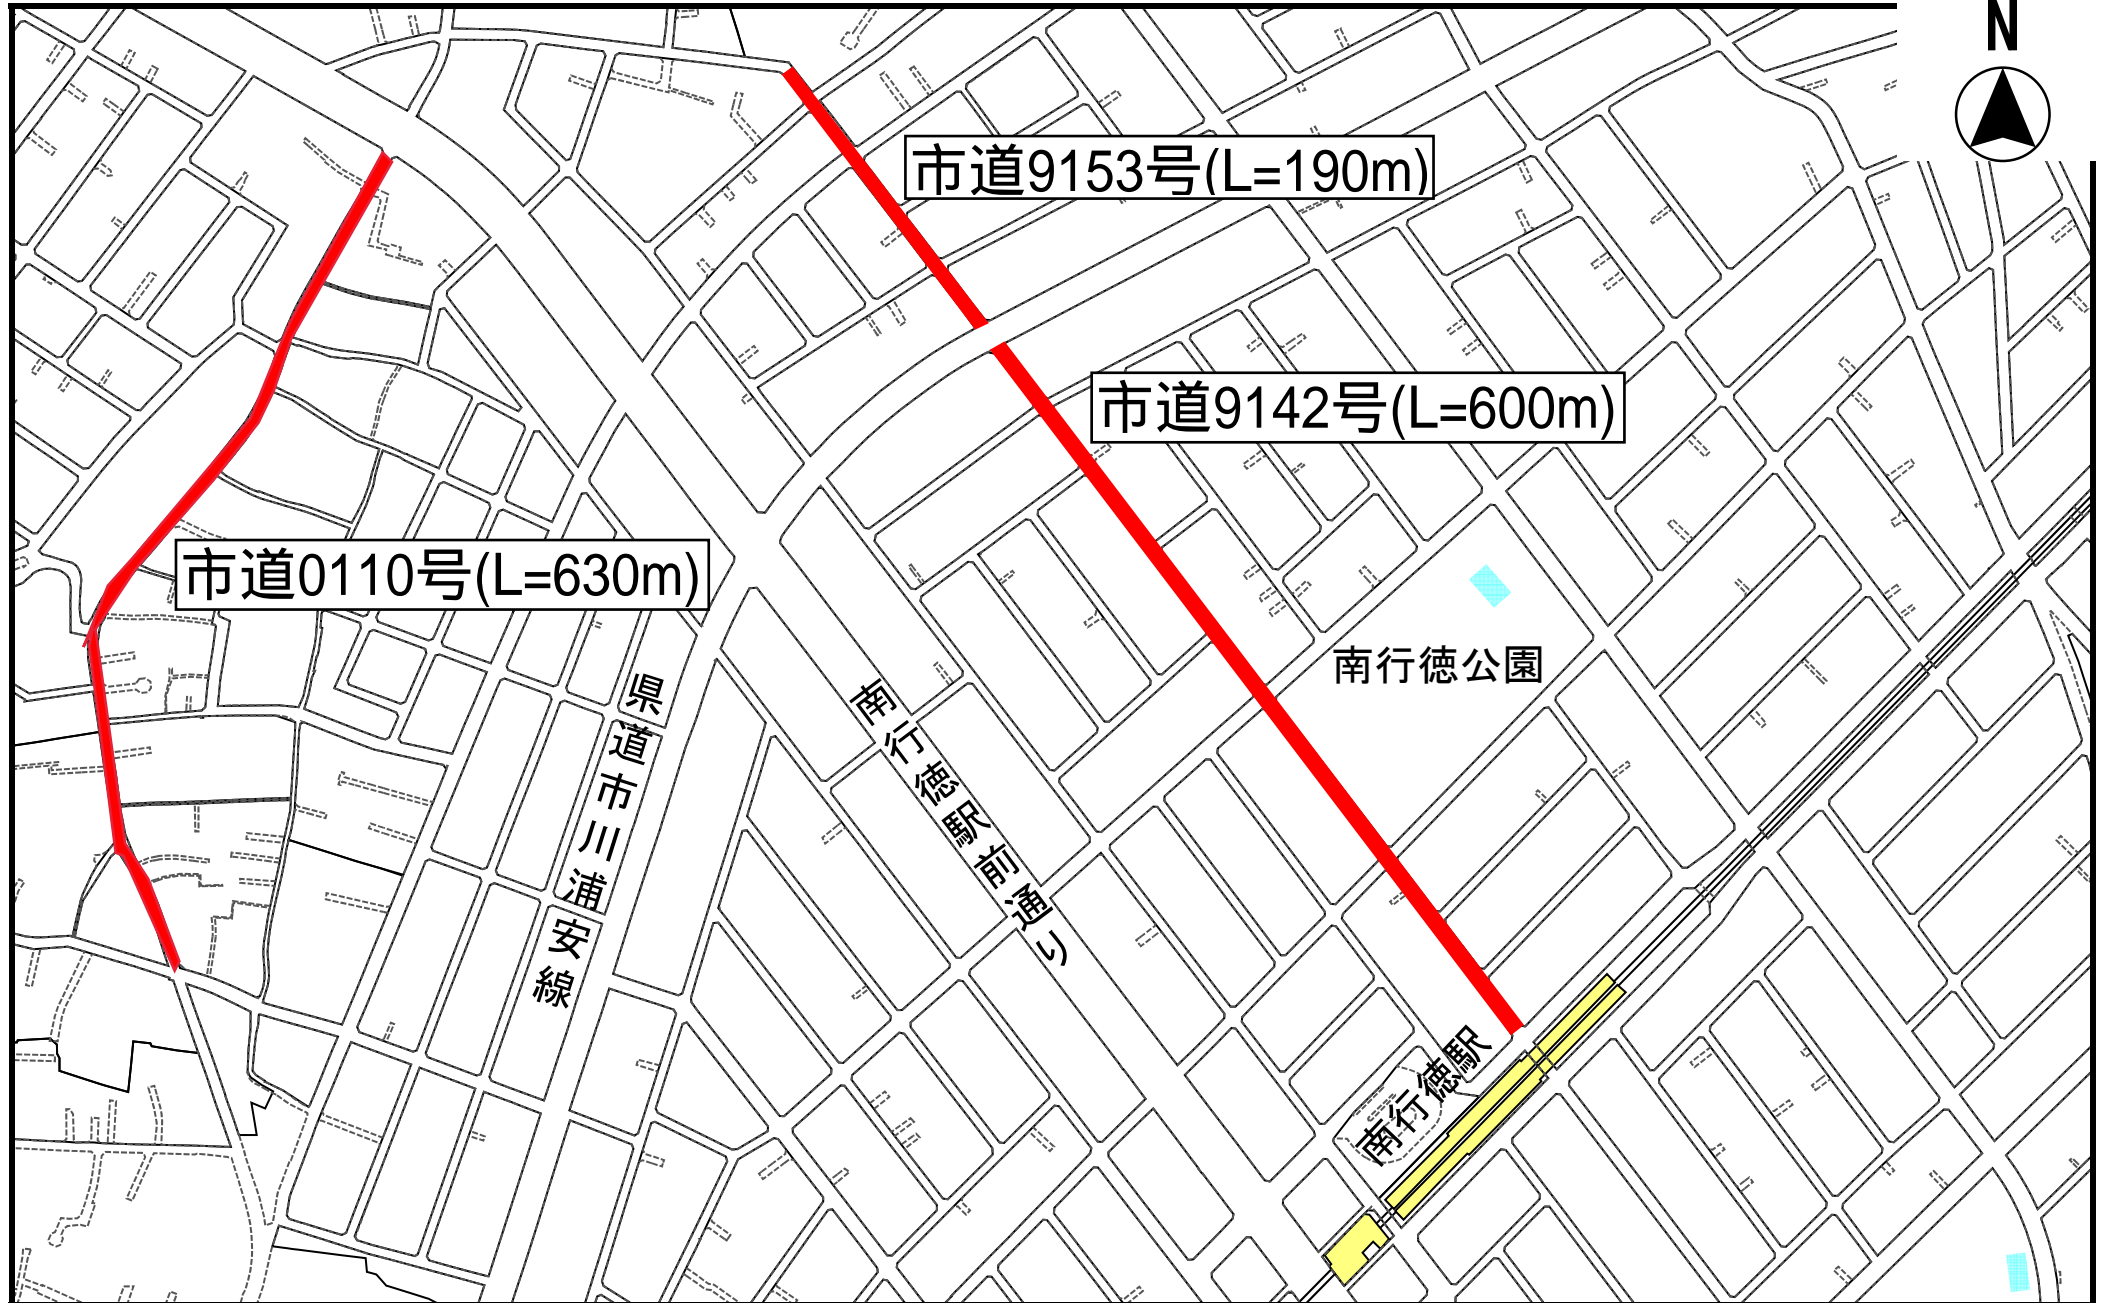 N
市道9153号(L=190m)
市道9142号(L=600m)
市道0110号(L=630m)
南行徳公園
県道市川浦安線
南行徳駅前通り
南行徳駅